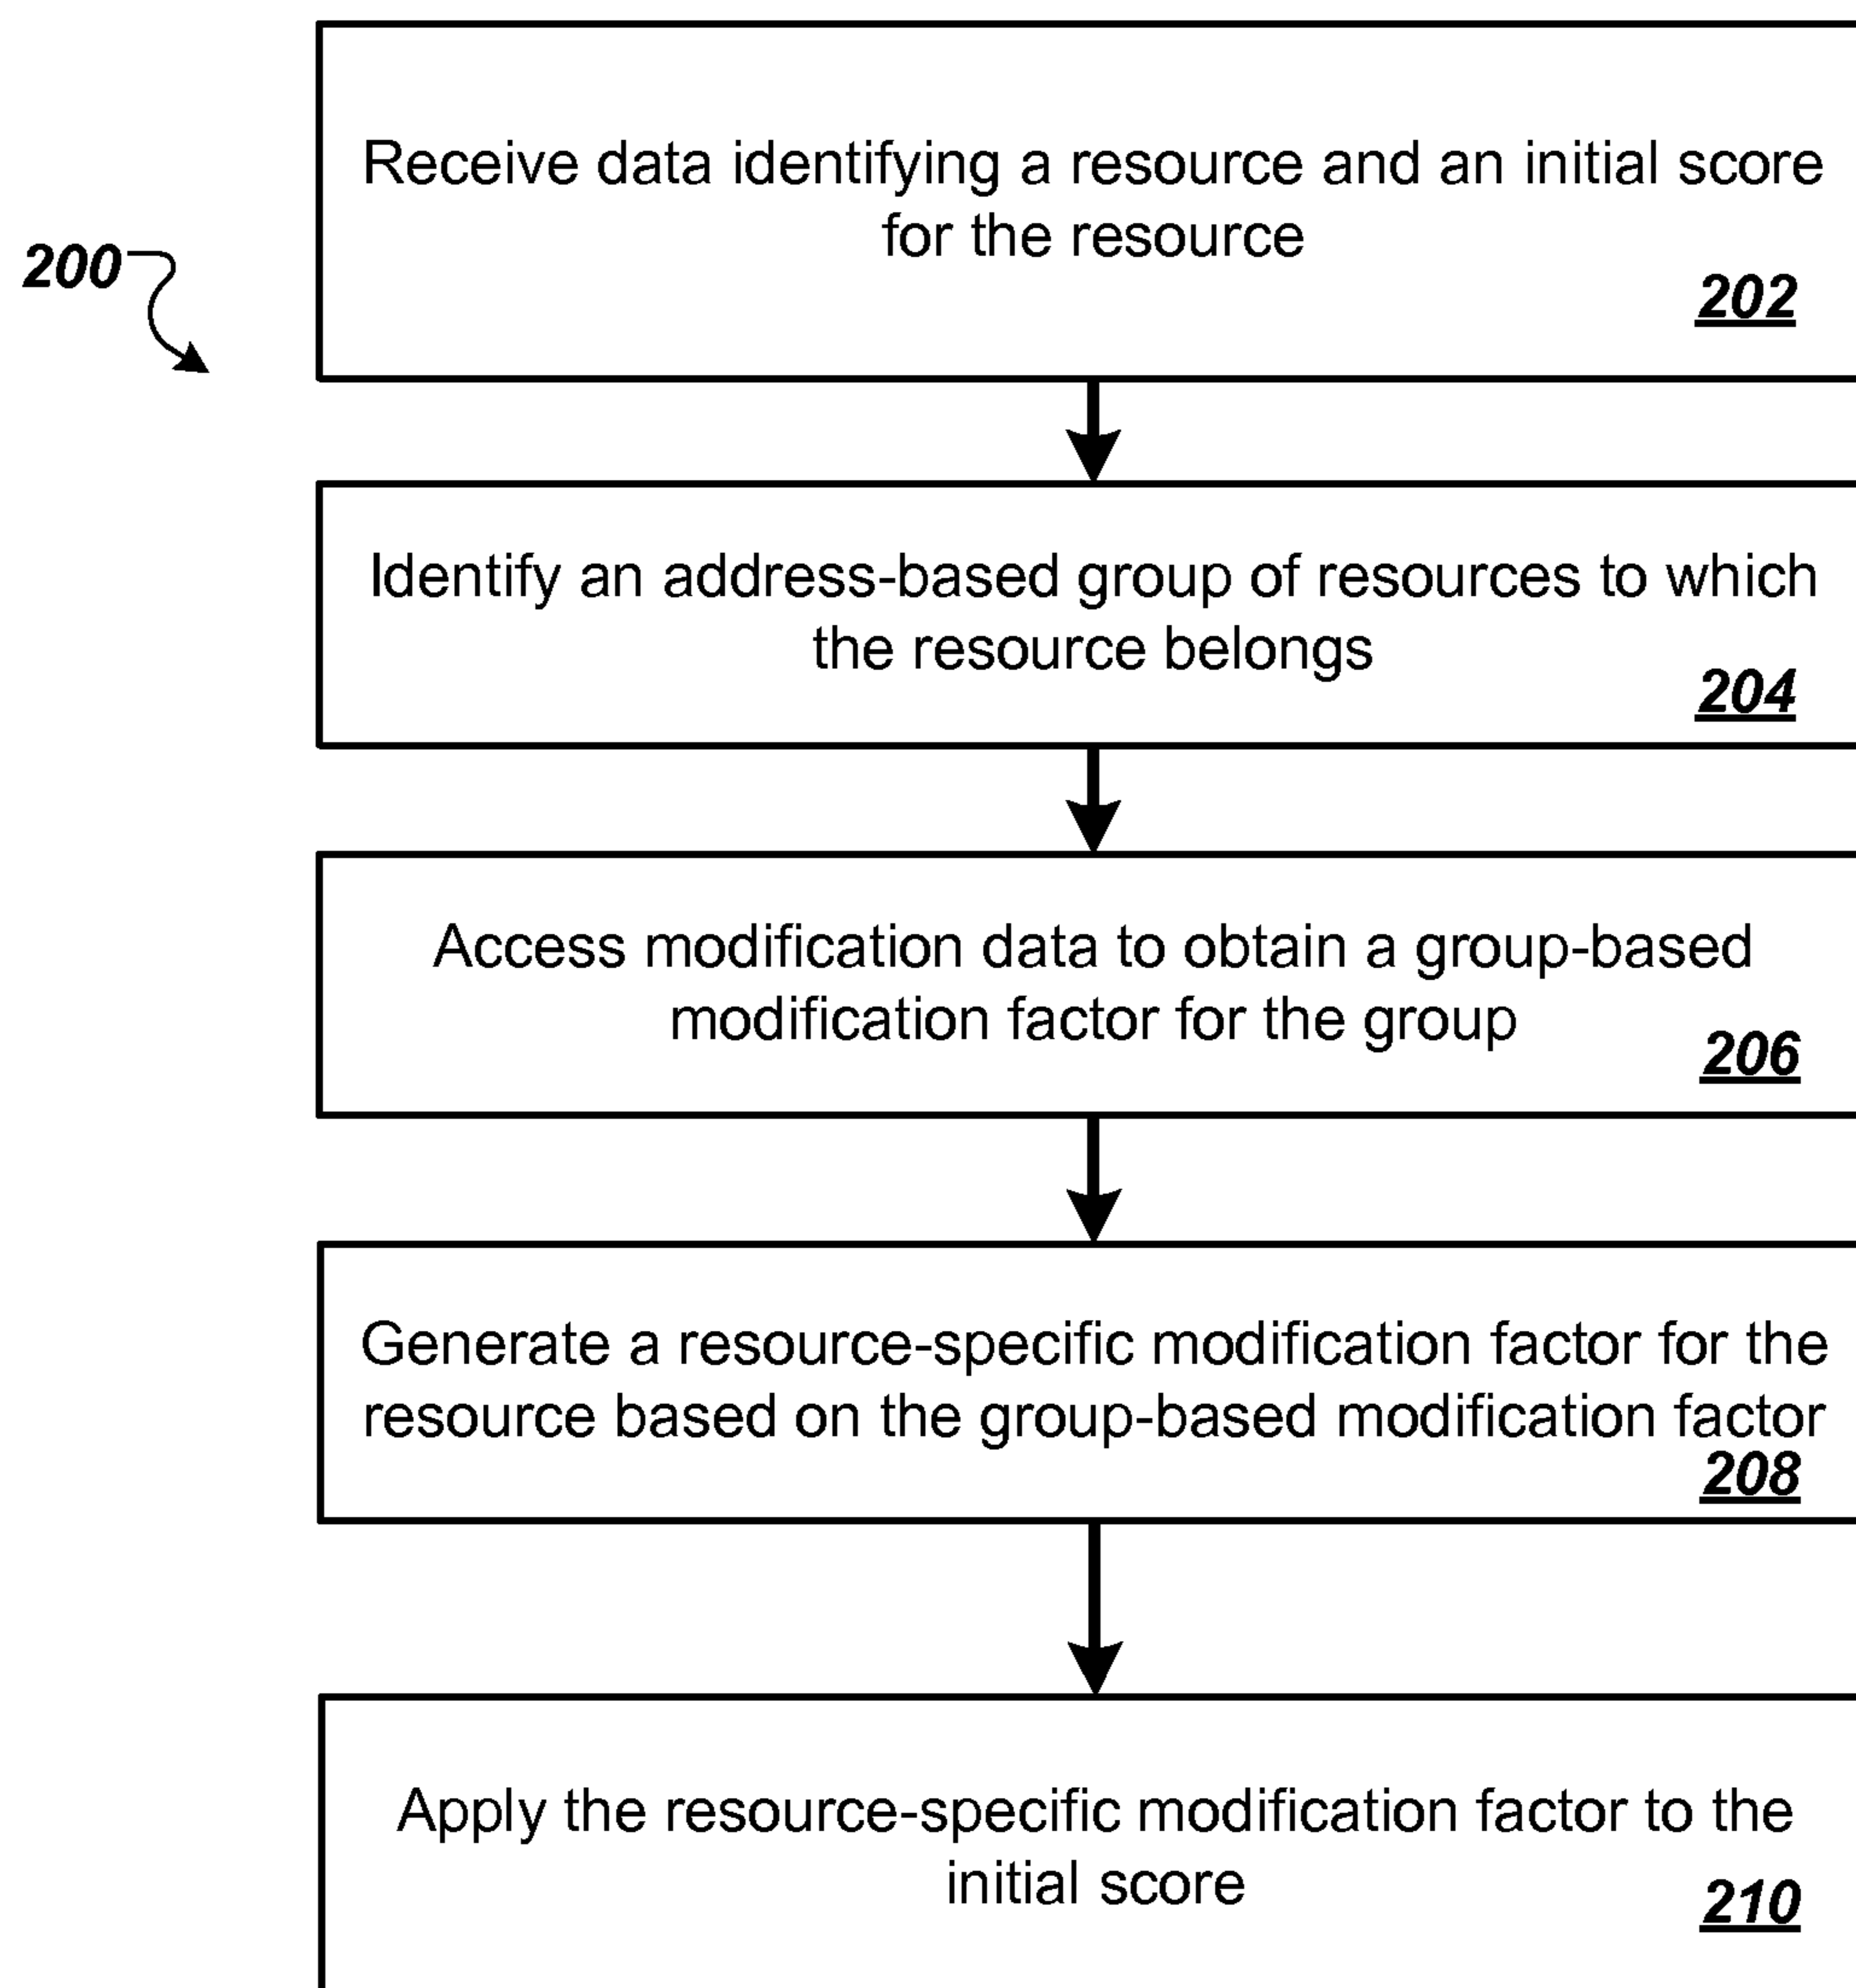 Receive data identifying a resource and an initial score
for the resource
200
202
Identify an address-based group of resources to which
the resource belongs
204
Access modification data to obtain a group-based
modification factor for the group
206
Generate a resource-specific modification factor for the
resource based on the group-based modification factor
208
Apply the resource-specific modification factor to the
initial score
210